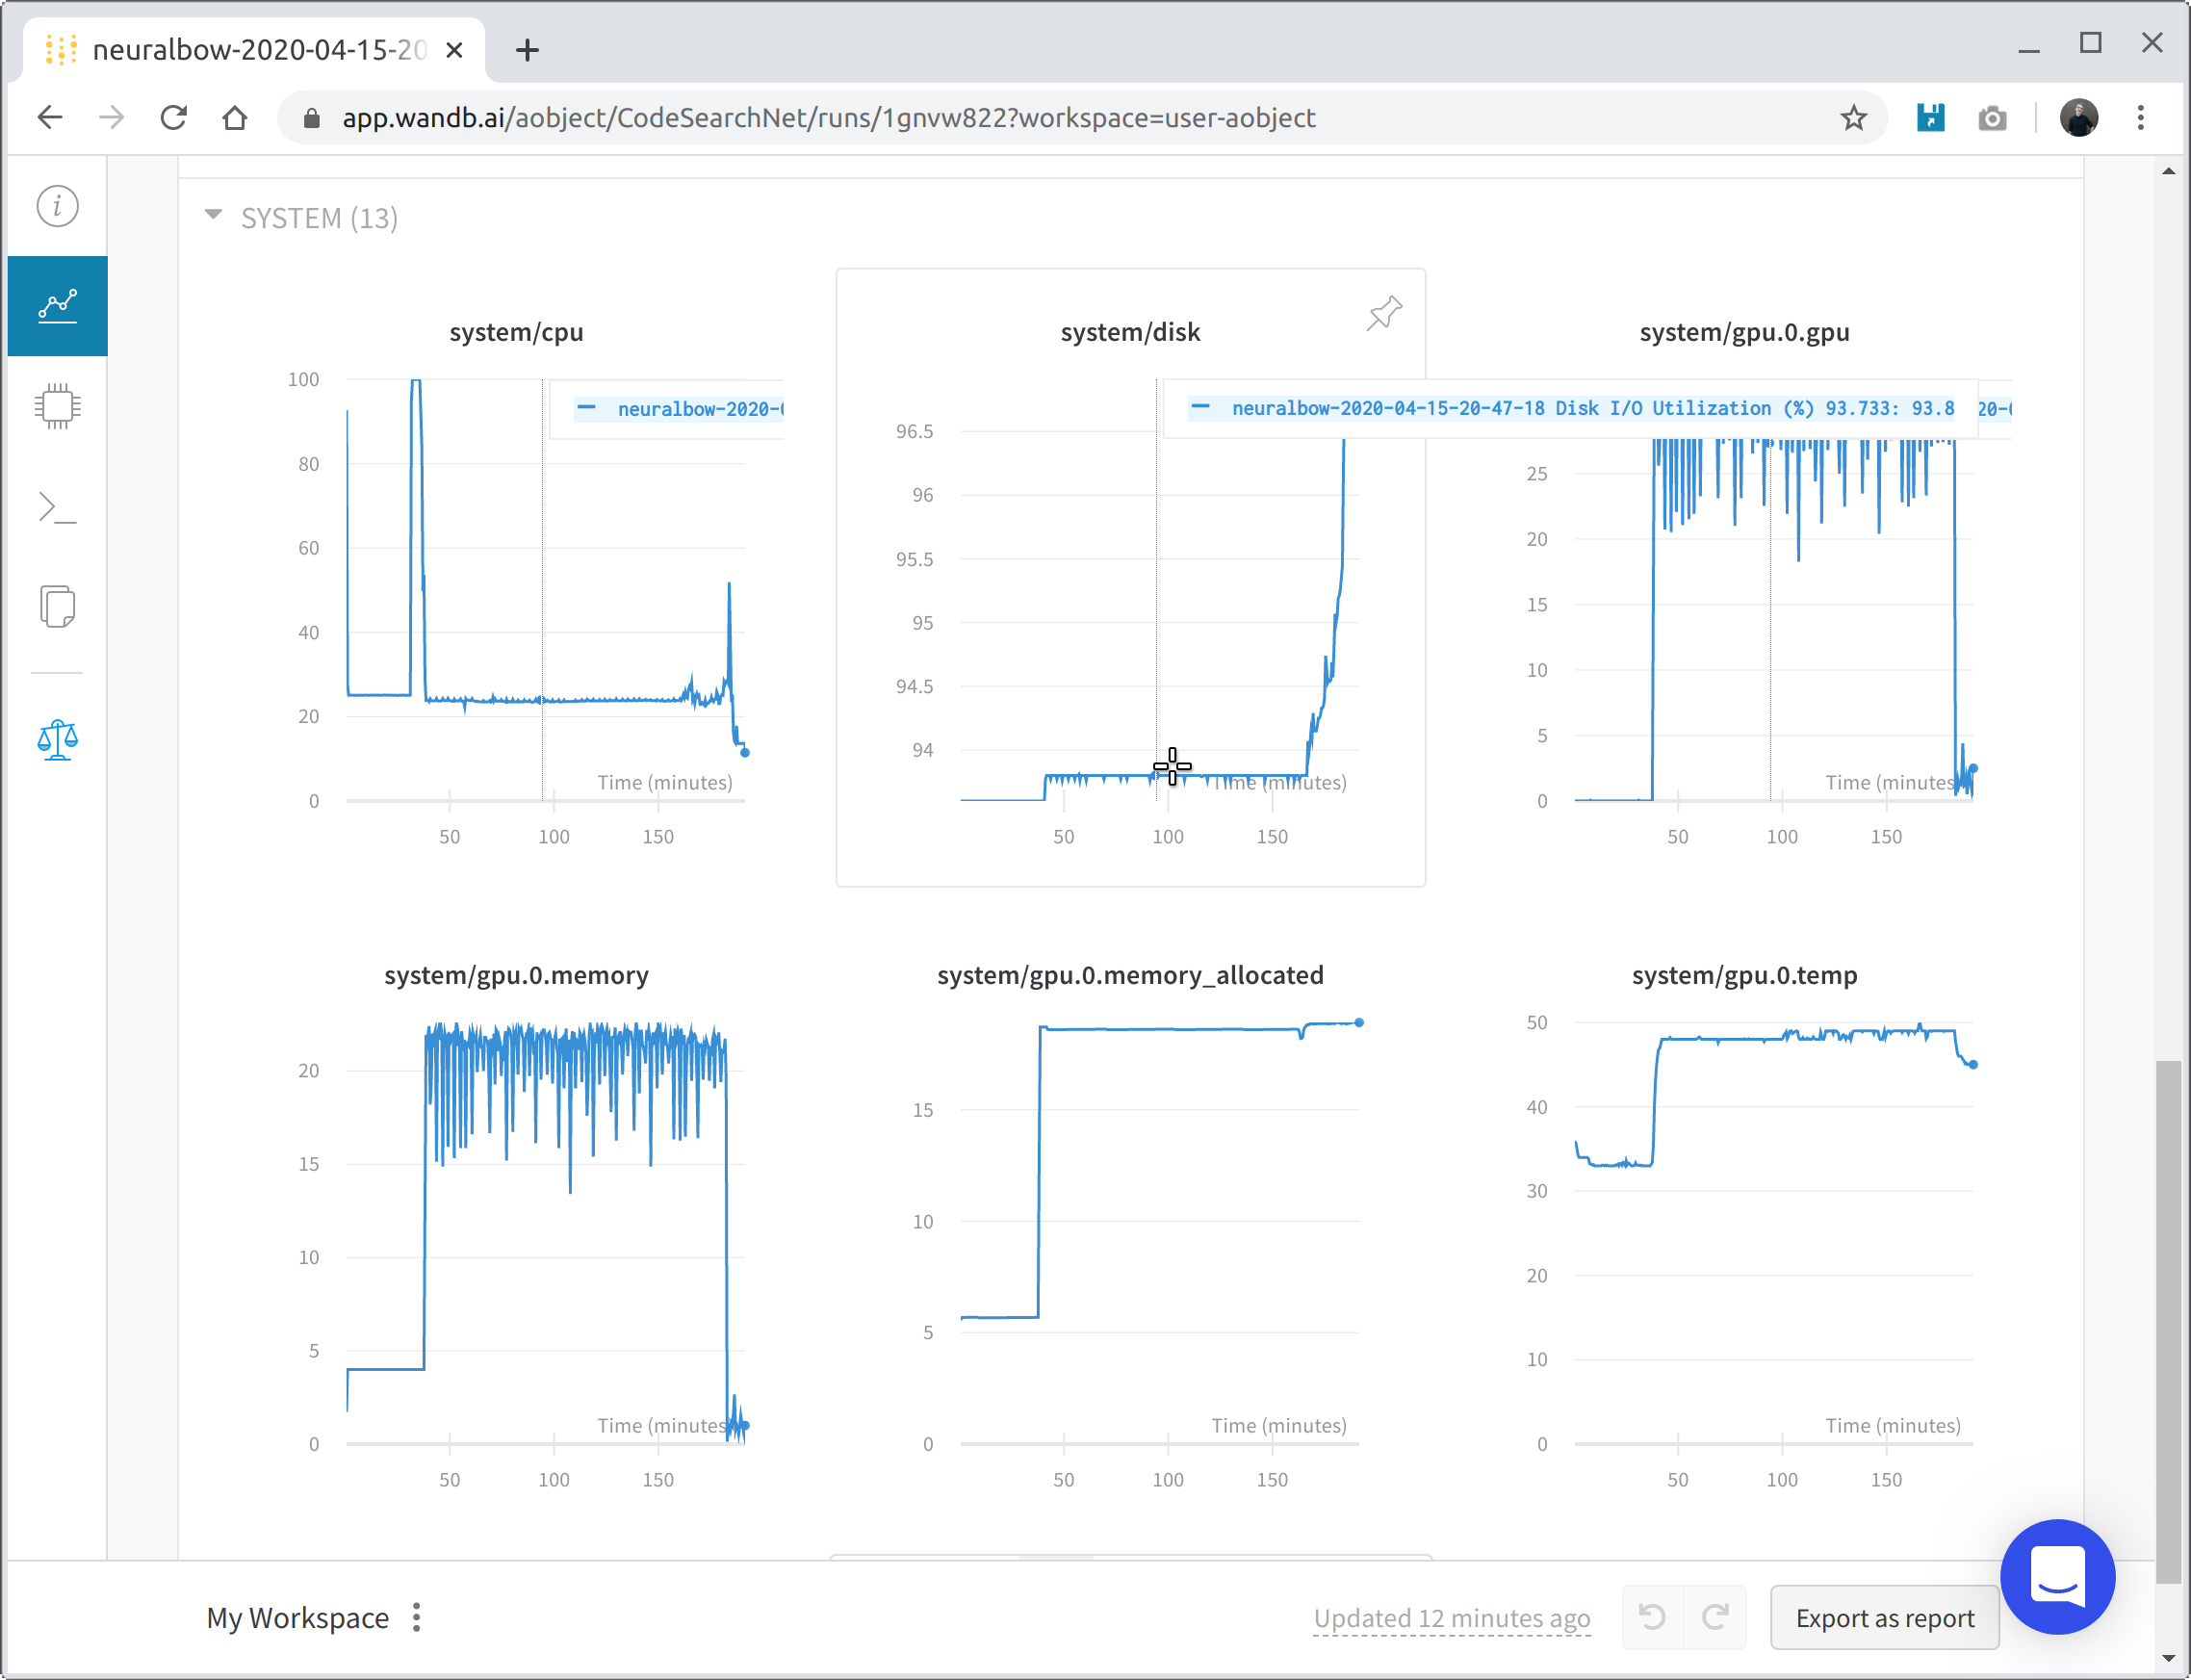 neuralbow-2020-04-15-20
app.wandb.ai/aobject/CodeSearchNet/runs/1gnvw822?workspace=user-aobject
SYSTEM (13)
system/cpu
100
80
60
40
20
0
neuralbow-2020-0
Time (minutes)
50 100 150
system/disk
96.5
96
95.5
95
94.5
94
neuralbow-2020-04-15-20-47-18 Disk I/O Utilization (%) 93.733: 93.8
Time (minutes)
50 100 150
system/gpu.0.gpu
20-0
25
20
15
10
5
0
Time (minutes)
50 100 150
system/gpu.0.memory
20
15
10
5
0
Time (minutes
50 100 150
system/gpu.0.memory_allocated
15
10
5
0
Time (minutes)
50 100 150
system/gpu.0.temp
50
40
30
20
10
0
Time (minutes)
50 100 150
My Workspace
Updated 12 minutes ago
Export as report